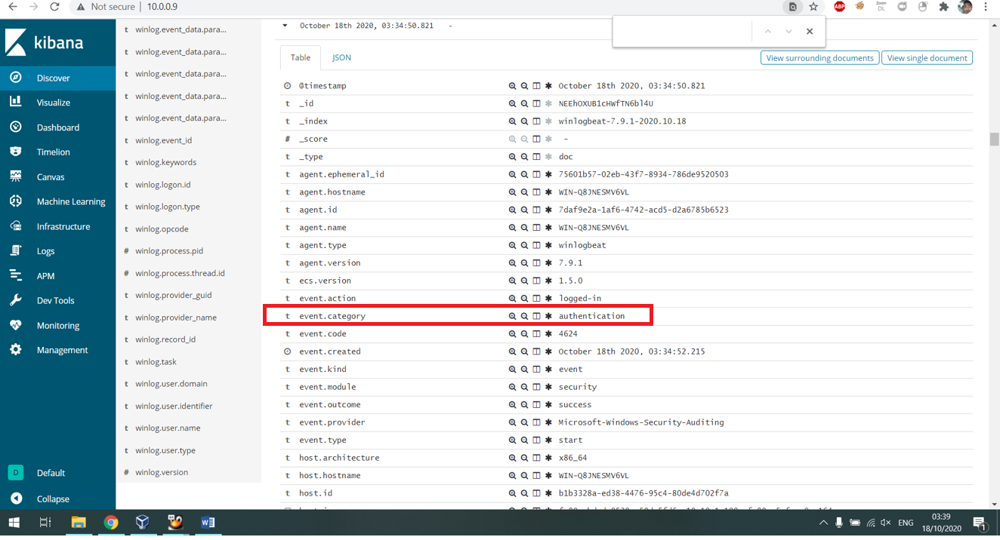 Not secure | 10.0.0.9
ABP
Zoom
DL
kibana
Discover
Visualize
Dashboard
Timelion
Canvas
Machine Learning
Infrastructure
Logs
APM
Dev Tools
Monitoring
Management
D Default
Collapse
t winlog.event_data.para...
t winlog.event_data.para...
t winlog.event_data.para...
t winlog.event_data.para...
t winlog.event_data.para...
t winlog.event_id
t winlog.keywords
t winlog.logon.id
t winlog.logon.type
t winlog.opcode
# winlog.process.pid
# winlog.process.thread.id
t winlog.provider_guid
t winlog.provider_name
t winlog.record_id
t winlog.task
t winlog.user.domain
t winlog.user.identifier
t winlog.user.name
t winlog.user.type
# winlog.version
October 18th 2020, 03:34:50.821 -
Table JSON View surrounding documents View single document
@timestamp October 18th 2020, 03:34:50.821
t _id NEEhOXUB1cHWfTN6bl4U
t _index winlogbeat-7.9.1-2020.10.18
# _score -
t _type doc
t agent.ephemeral_id 75601b57-02eb-43f7-8934-786de9520503
t agent.hostname WIN-Q8JNESMV6VL
t agent.id 7daf9e2a-1af6-4742-acd5-d2a6785b6523
t agent.name WIN-Q8JNESMV6VL
t agent.type winlogbeat
t agent.version 7.9.1
t ecs.version 1.5.0
t event.action logged-in
t event.category authentication
t event.code 4624
event.created October 18th 2020, 03:34:52.215
t event.kind event
t event.module security
t event.outcome success
t event.provider Microsoft-Windows-Security-Auditing
t event.type start
t host.architecture x86_64
t host.hostname WIN-Q8JNESMV6VL
t host.id b1b3328a-ed38-4476-95c4-80de4d702f7a
ENG
03:39
18/10/2020
1